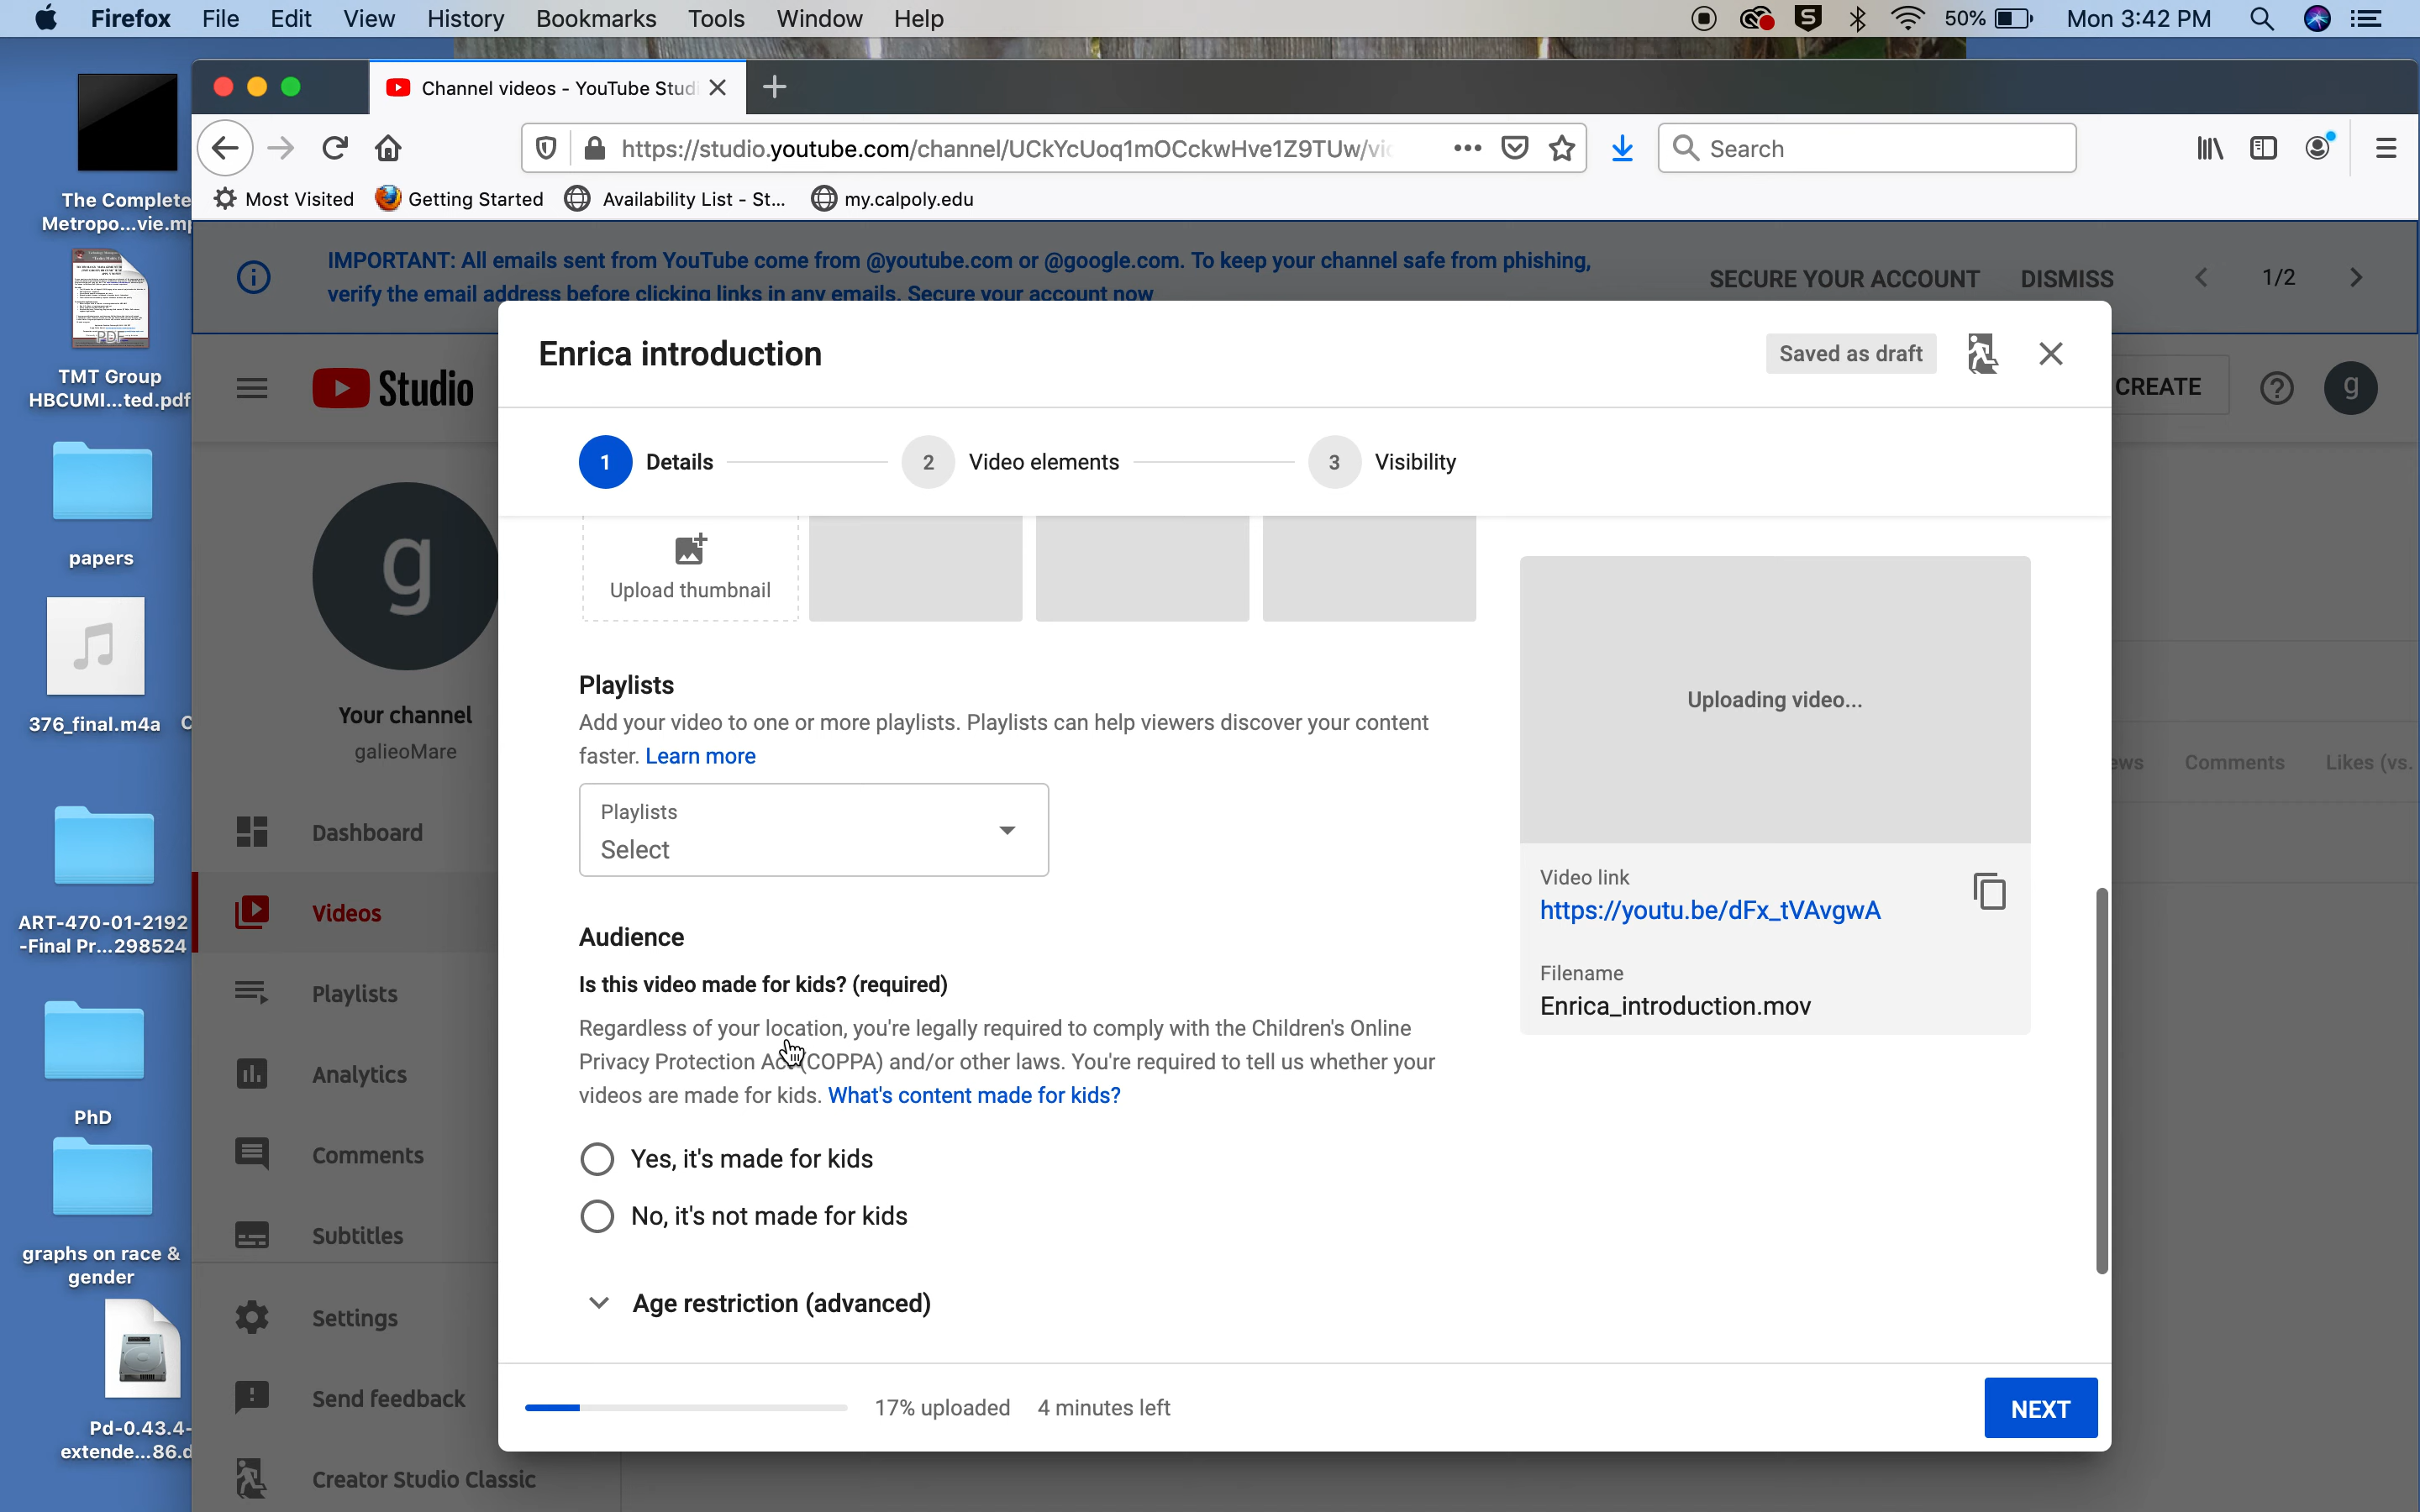 Firefox File Edit View History Bookmarks Tools Window Help 50% Mon 3:42 PM
Channel videos - YouTube Stud
https://studio.youtube.com/channel/UCkYcUoq1mOCckwHve1Z9TUw/vi
Search
Most Visited Getting Started Availability List - St... my.calpoly.edu
IMPORTANT: All emails sent from YouTube come from @youtube.com or @google.com. To keep your channel safe from phishing,
verify the email address before clicking links in any emails. Secure your account now
SECURE YOUR ACCOUNT DISMISS 1/2
The Complete
Metropo...vie.mp
PDF
TMT Group
HBCUMI...ted.pdf
papers
376_final.m4a C
ART-470-01-2192
-Final Pr...298524
PhD
graphs on race &
gender
Pd-0.43.4-
extende...86.d
Studio
CREATE
g
g
Your channel
galieoMare
Dashboard
Videos
Playlists
Analytics
Comments
Subtitles
Settings
Send feedback
Creator Studio Classic
ews Comments Likes (vs.
Enrica introduction
Saved as draft
1 Details 2 Video elements 3 Visibility
Upload thumbnail
Playlists
Add your video to one or more playlists. Playlists can help viewers discover your content
faster. Learn more
Playlists
Select
Audience
Is this video made for kids? (required)
Regardless of your location, you're legally required to comply with the Children's Online
Privacy Protection Act (COPPA) and/or other laws. You're required to tell us whether your
videos are made for kids. What's content made for kids?
Yes, it's made for kids
No, it's not made for kids
Age restriction (advanced)
Uploading video...
Video link
https://youtu.be/dFx_tVAvgwA
Filename
Enrica_introduction.mov
17% uploaded 4 minutes left
NEXT